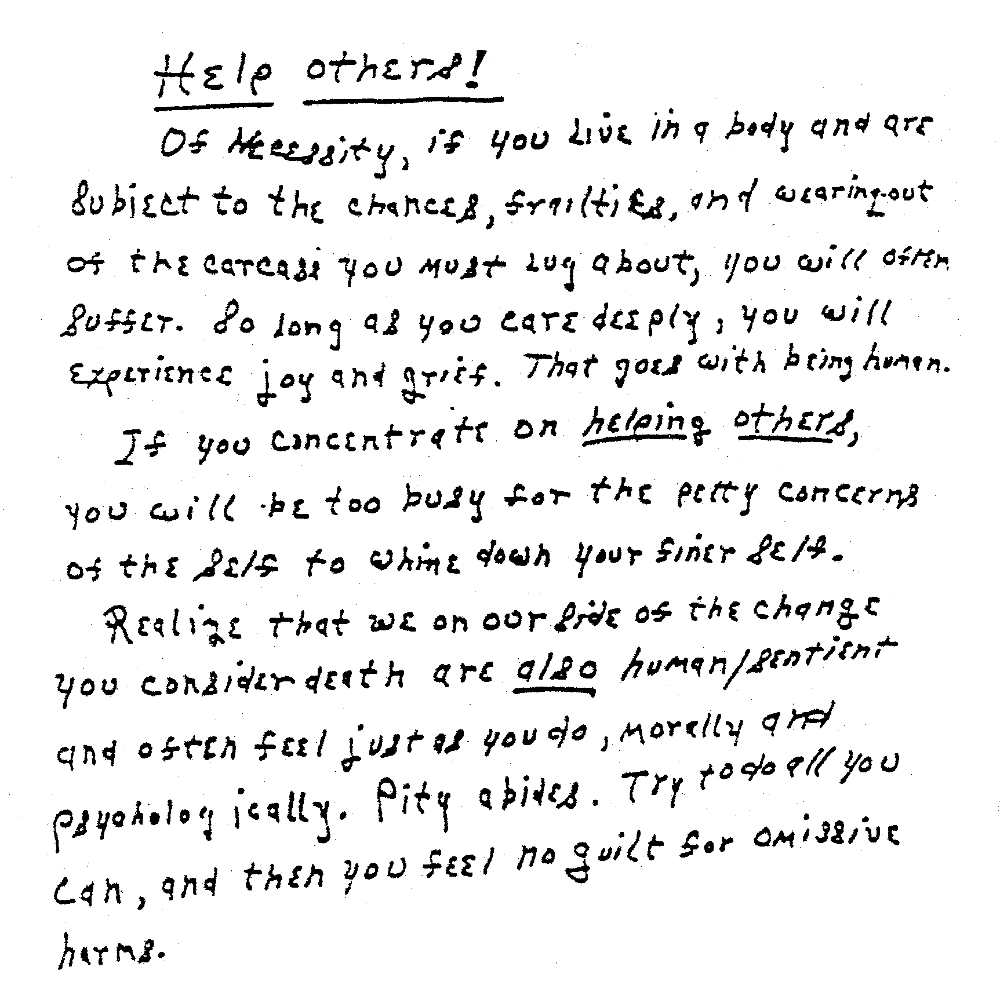 Help others!
Of Necessity, if you Live in a body and are
subject to the chances, frailties, and wearing-out
of the carcass you must lug about, you will often
suffer. So long as you care deeply, you will
experience joy and grief. That goes with being human.
If you concentrate on helping others,
you will be too busy for the petty concerns
of the self to whine down your finer self.
Realize that we on our side of the change
you consider death are also human/sentient
and often feel just as you do, morally and
psychologically. Pity abides. Try to do all you
can, and then you feel no guilt for omissive
harms.